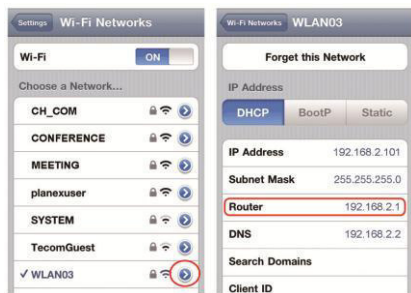 Settings
Wi-Fi Networks
Wi-Fi
ON
Choose a Network...
CH_COM
CONFERENCE
MEETING
planexuser
SYSTEM
TecomGuest
✓ WLAN03
Wi-Fi Networks
WLAN03
Forget this Network
IP Address
DHCP BootP Static
IP Address 192.168.2.101
Subnet Mask 255.255.255.0
Router 192.168.2.1
DNS 192.168.2.2
Search Domains
Client ID